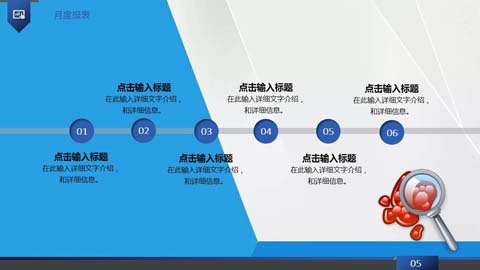 月度报表
点击输入标题
在此输入详细文字介绍，
和详细信息。
点击输入标题
在此输入详细文字介绍，
和详细信息。
点击输入标题
在此输入详细文字介绍，
和详细信息。
01
02
03
04
05
06
点击输入标题
在此输入详细文字介绍，
和详细信息。
点击输入标题
在此输入详细文字介绍，
和详细信息。
点击输入标题
在此输入详细文字介绍，
和详细信息。
05